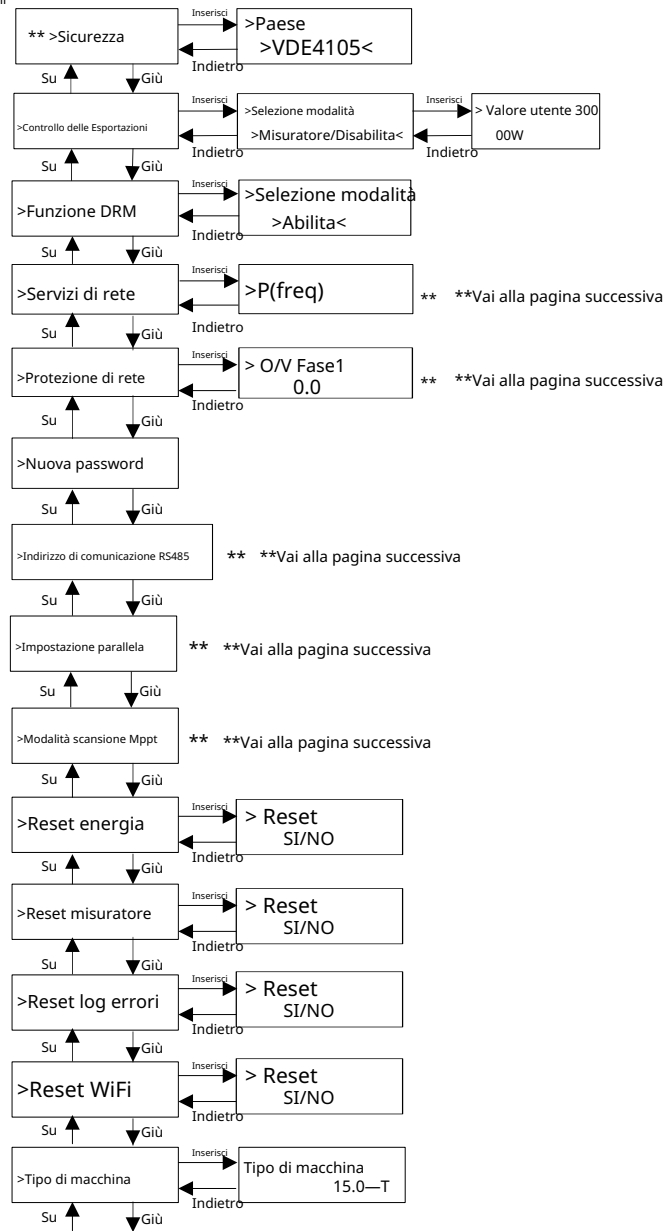 ** >Sicurezza
Inserisci
Indietro
>Paese
>VDE4105<
Su
Giù
>Controllo delle Esportazioni
Inserisci
Indietro
>Selezione modalità
>Misuratore/Disabilita<
Inserisci
Indietro
> Valore utente 300
00W
Su
Giù
>Funzione DRM
Inserisci
Indietro
>Selezione modalità
>Abilita<
Su
Giù
>Servizi di rete
Inserisci
Indietro
>P(freq)
** **Vai alla pagina successiva
Su
Giù
>Protezione di rete
Inserisci
Indietro
> O/V Fase1
0.0
** **Vai alla pagina successiva
Su
Giù
>Nuova password
Su
Giù
>Indirizzo di comunicazione RS485
** **Vai alla pagina successiva
Su
Giù
>Impostazione parallela
** **Vai alla pagina successiva
Su
Giù
>Modalità scansione Mppt
** **Vai alla pagina successiva
Su
Giù
>Reset energia
Inserisci
Indietro
> Reset
SI/NO
Su
Giù
>Reset misuratore
Inserisci
Indietro
> Reset
SI/NO
Su
Giù
>Reset log errori
Inserisci
Indietro
> Reset
SI/NO
Su
Giù
>Reset WiFi
Inserisci
Indietro
> Reset
SI/NO
Su
Giù
>Tipo di macchina
Inserisci
Indietro
Tipo di macchina
15.0—T
Su
Giù